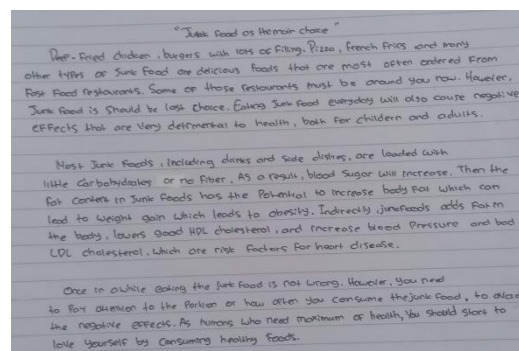 "Junk Food as the main choice"
Deep-Fried chicken, burgers with lots of filling. Pizza, French Fries and many
other types of Junk Food are delicious foods that are most often ordered From
Fast Food restaurants. Some of those restaurants must be around you now. However,
Junk Food is should be last choice. Eating Junk Food everyday will also cause negative
effects that are very detrimental to health, both for childern and adults.
Most Junk Foods, including drinks and side dishes, are loaded with
little carbohydrates or no Fiber. As a result, blood sugar will increase. Then the
fat content in Junk Foods has the Potential to increase body Fat which can
lead to weight gain which leads to obesity. Indirectly, junkfoods adds Fat in
the body, lowers good HDL cholesterol, and increase blood Pressure and bad
LDL cholesterol, which are risk Factors for heart disease.
Once in awhile eating the Junk Food is not wrong. However, you need
to Pay attention to the Portion or how often you consume the junk food, to avoid
the negative effects. As humans who need maximum of health, You should start to
love yourself by consuming healthy foods.